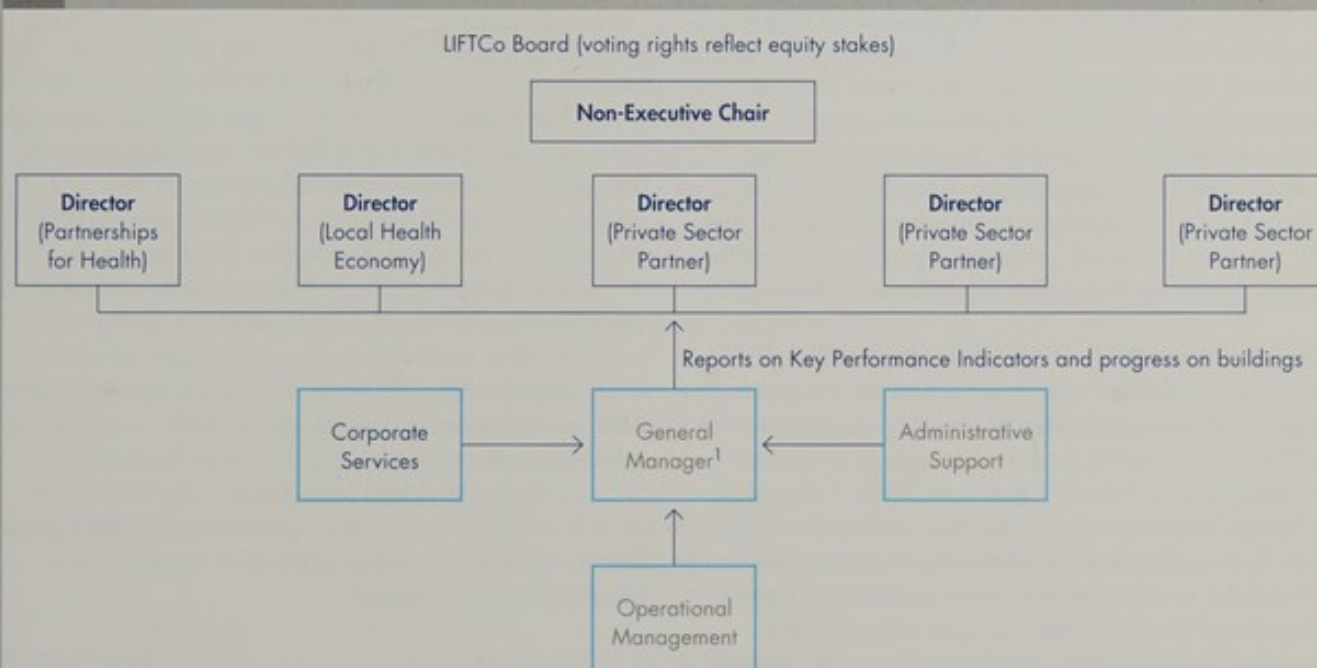 LIFTCo Board (voting rights reflect equity stakes)
Non-Executive Chair
Director
(Partnerships
for Health)
Director
(Local Health
Economy)
Director
(Private Sector
Partner)
Director
(Private Sector
Partner)
Director
(Private Sector
Partner)
Reports on Key Performance Indicators and progress on buildings
Corporate
Services
General
Manager¹
Administrative
Support
Operational
Management